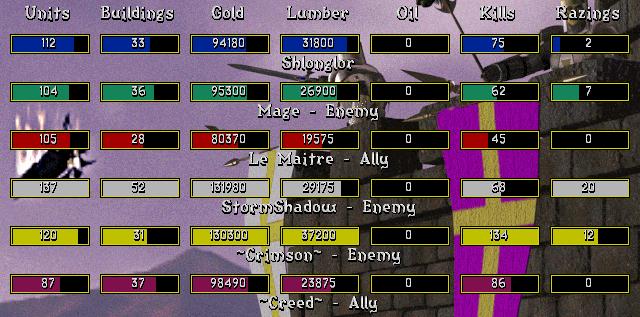 Units Buildings Gold Lumber Oil Kills Razings
112 33 94180 31800 0 75 2
Shlonglor
104 36 95300 26900 0 62 7
Mage - Enemy
105 28 80370 19575 0 45 0
Le Maitre - Ally
137 52 131980 29175 0 68 20
StormShadow - Enemy
120 31 130300 37200 0 134 12
~Crimson~ - Enemy
87 37 98490 23875 0 86 0
~Creed~ - Ally